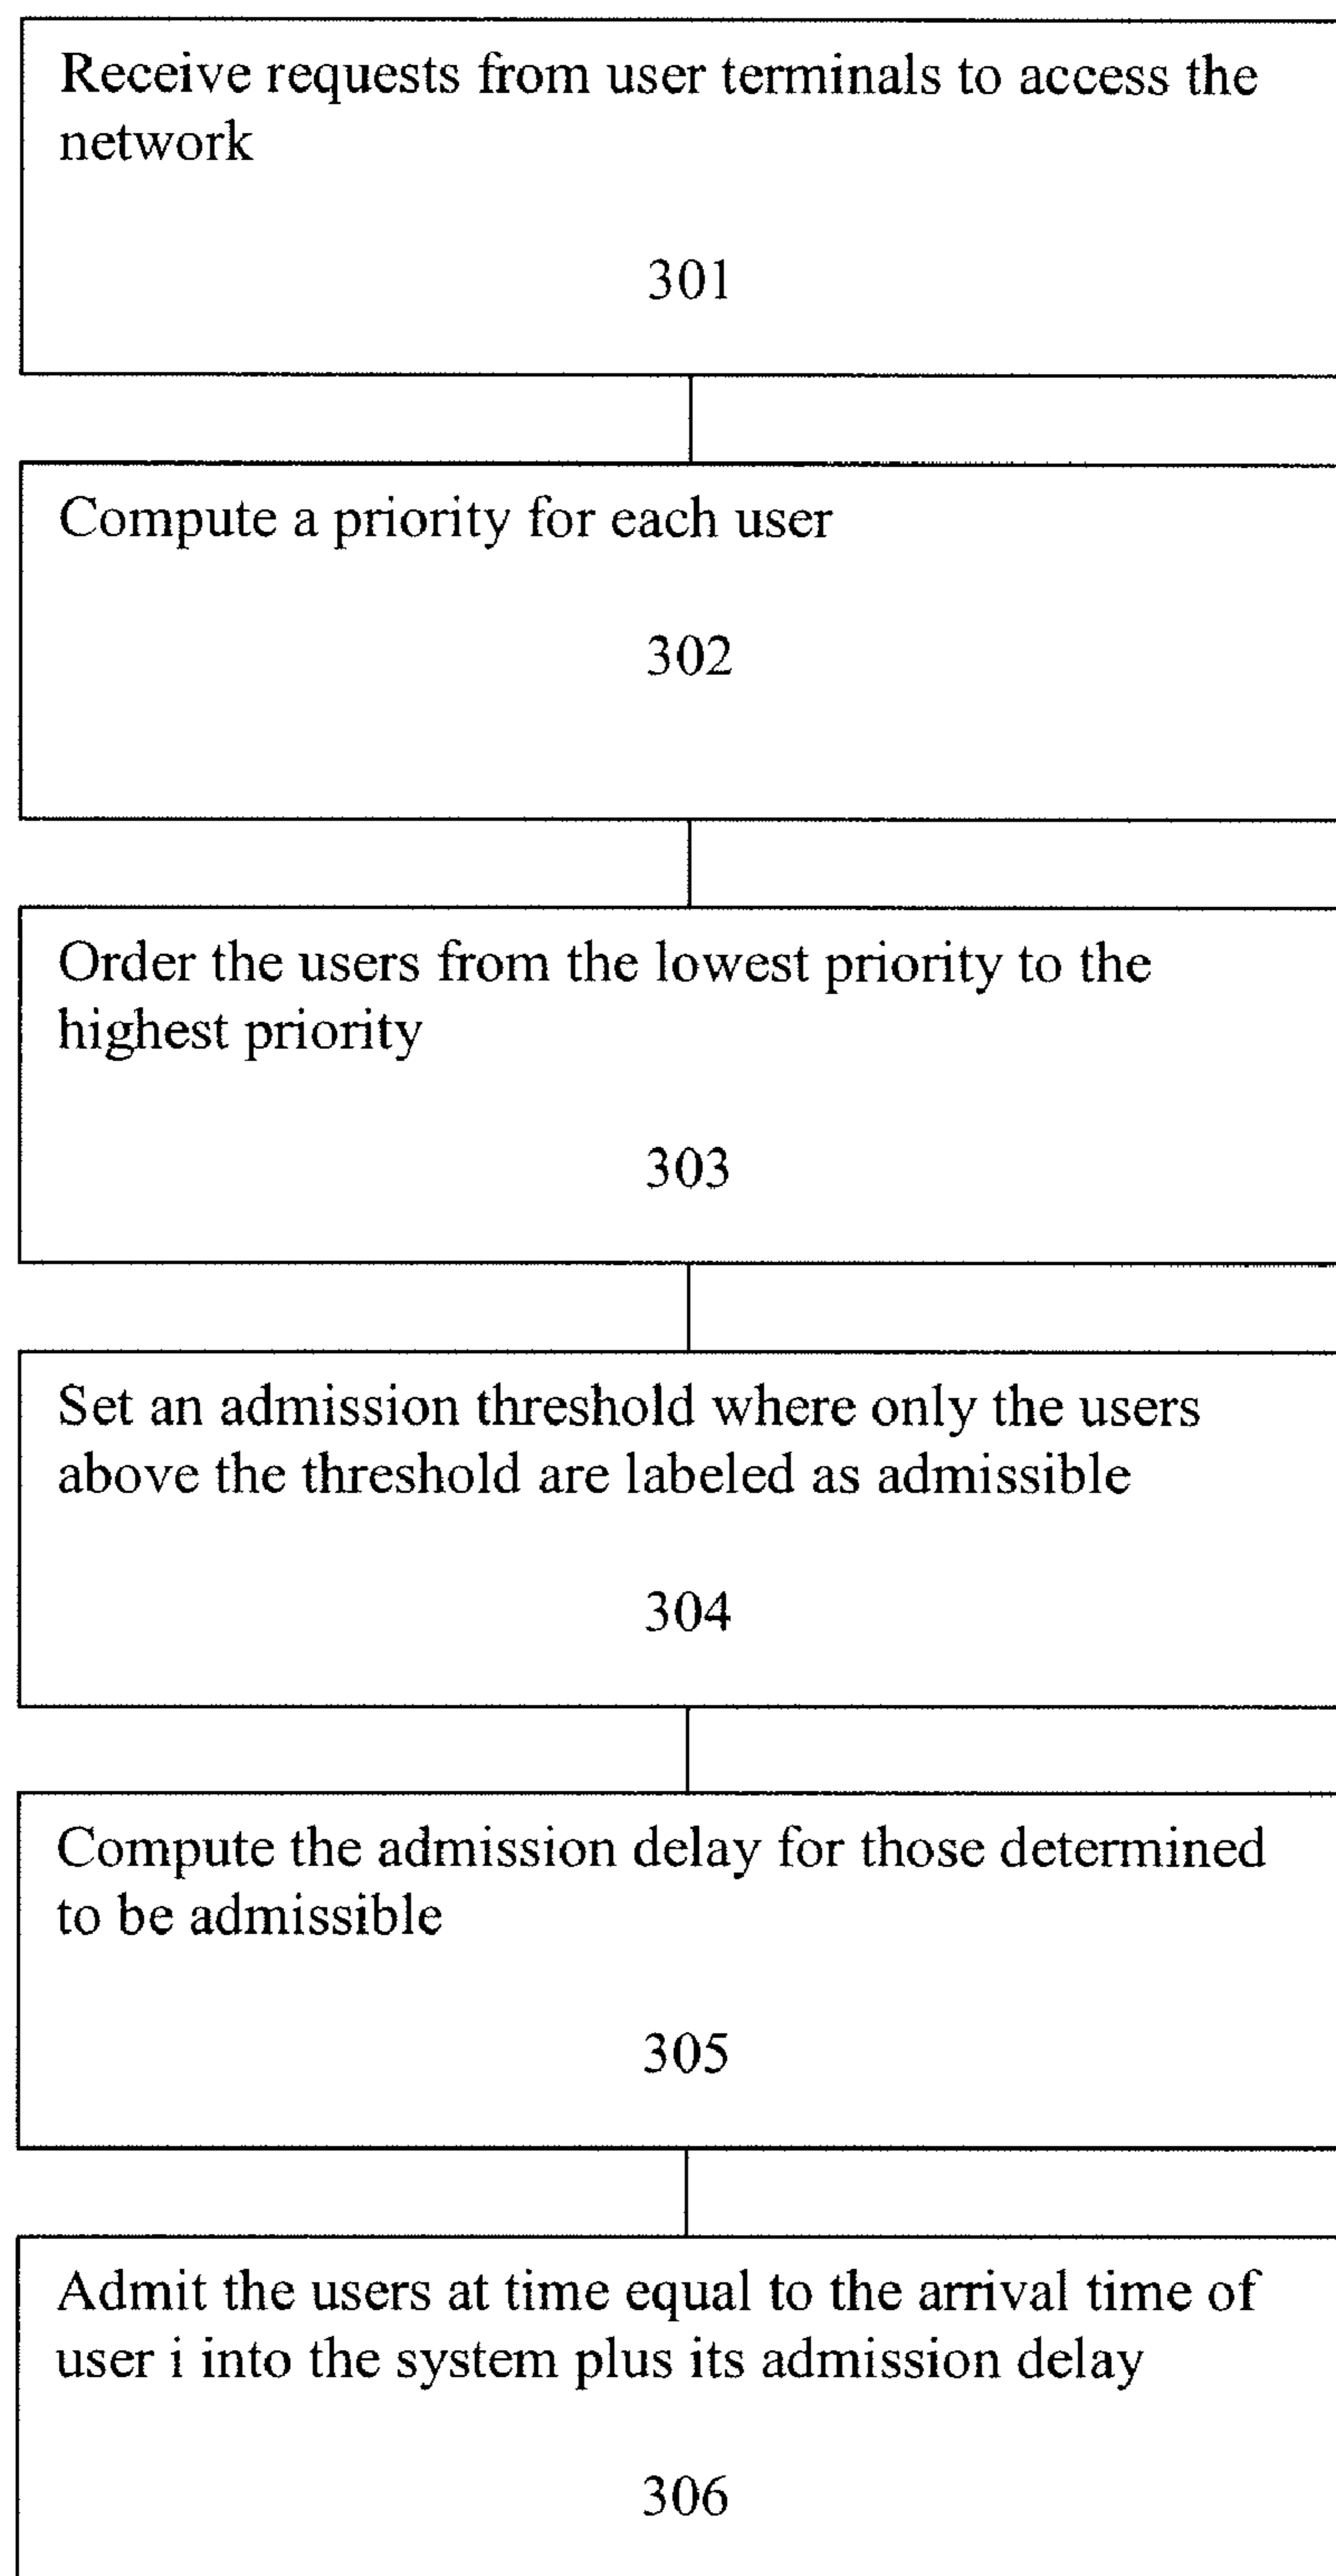 Receive requests from user terminals to access the
network
301
Compute a priority for each user
302
Order the users from the lowest priority to the
highest priority
303
Set an admission threshold where only the users
above the threshold are labeled as admissible
304
Compute the admission delay for those determined
to be admissible
305
Admit the users at time equal to the arrival time of
user i into the system plus its admission delay
306